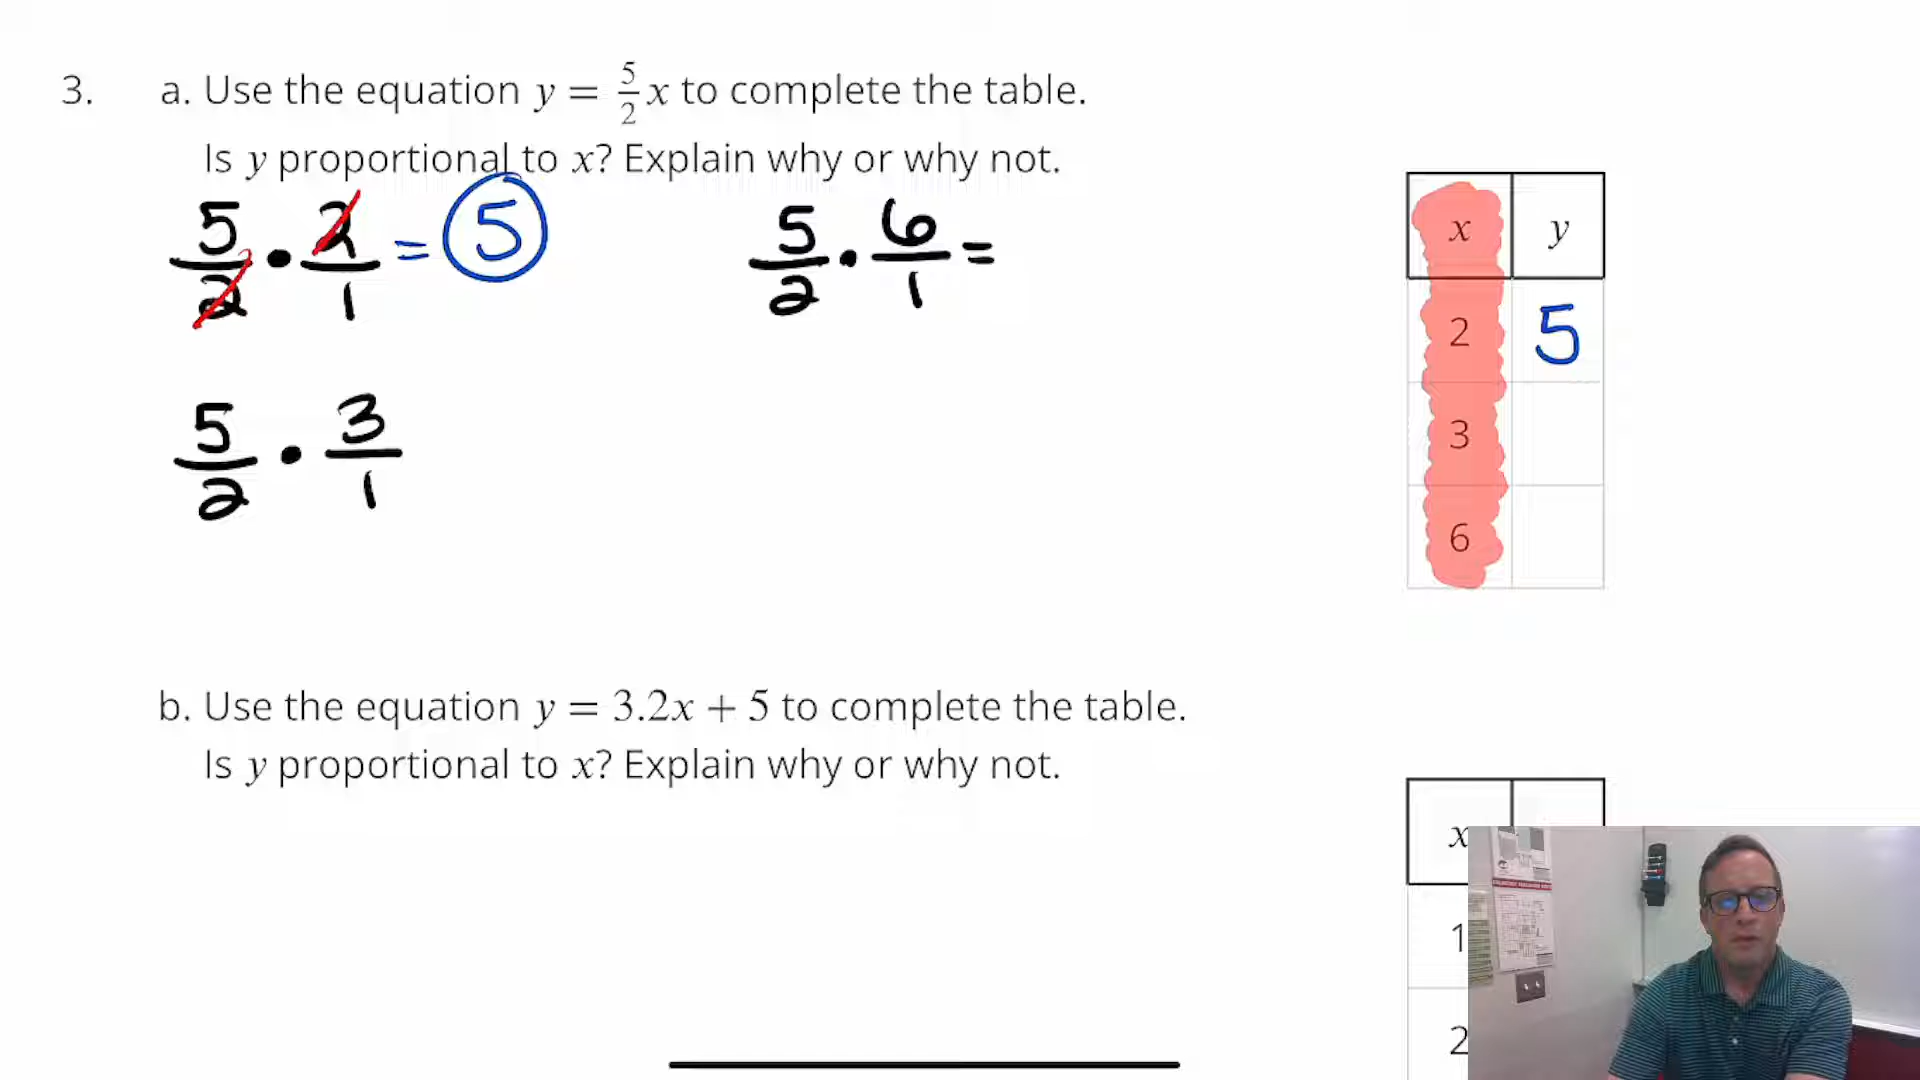 3. a. Use the equation y = 5/2 x to complete the table.
Is y proportional to x? Explain why or why not.
5/2 • 2/1 = 5
5/2 • 6/1 =
5/2 • 3/1
x y
2 5
3
6
b. Use the equation y = 3.2x + 5 to complete the table.
Is y proportional to x? Explain why or why not.
x
1
2